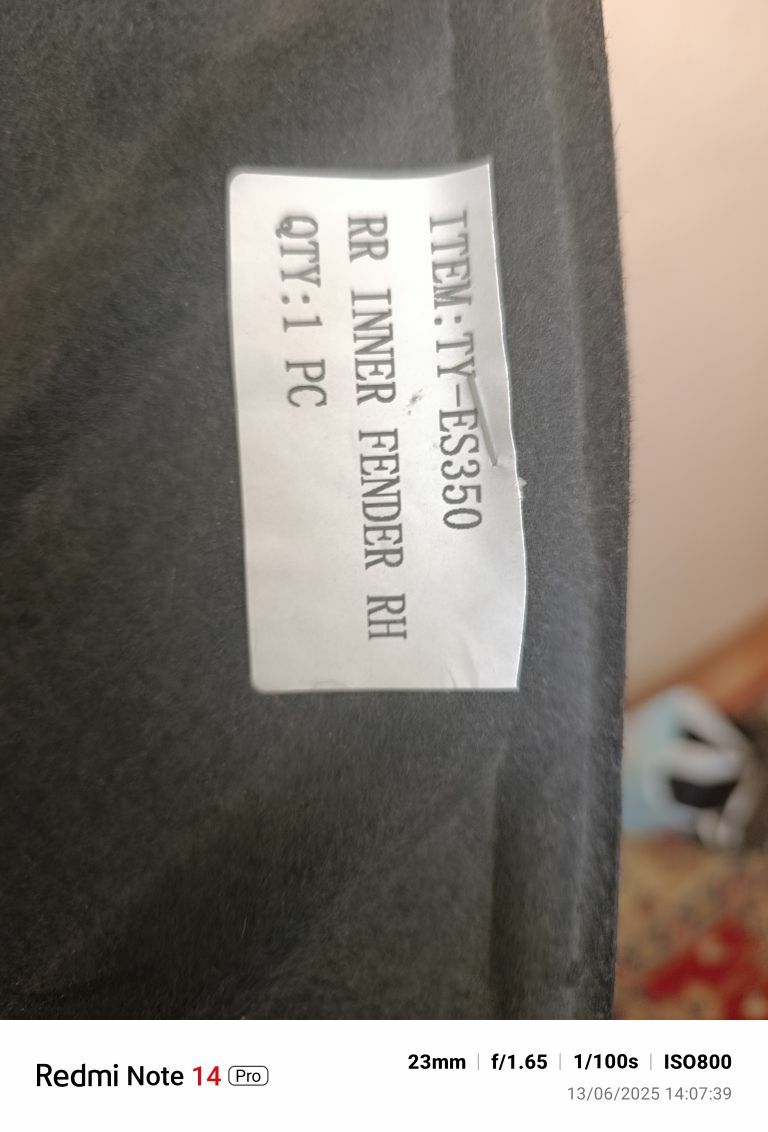 ITEM:TY-ES350
RR INNER FENDER RH
QTY:1 PC
Redmi Note 14 Pro
23mm | f/1.65 | 1/100s | ISO800
13/06/2025 14:07:39